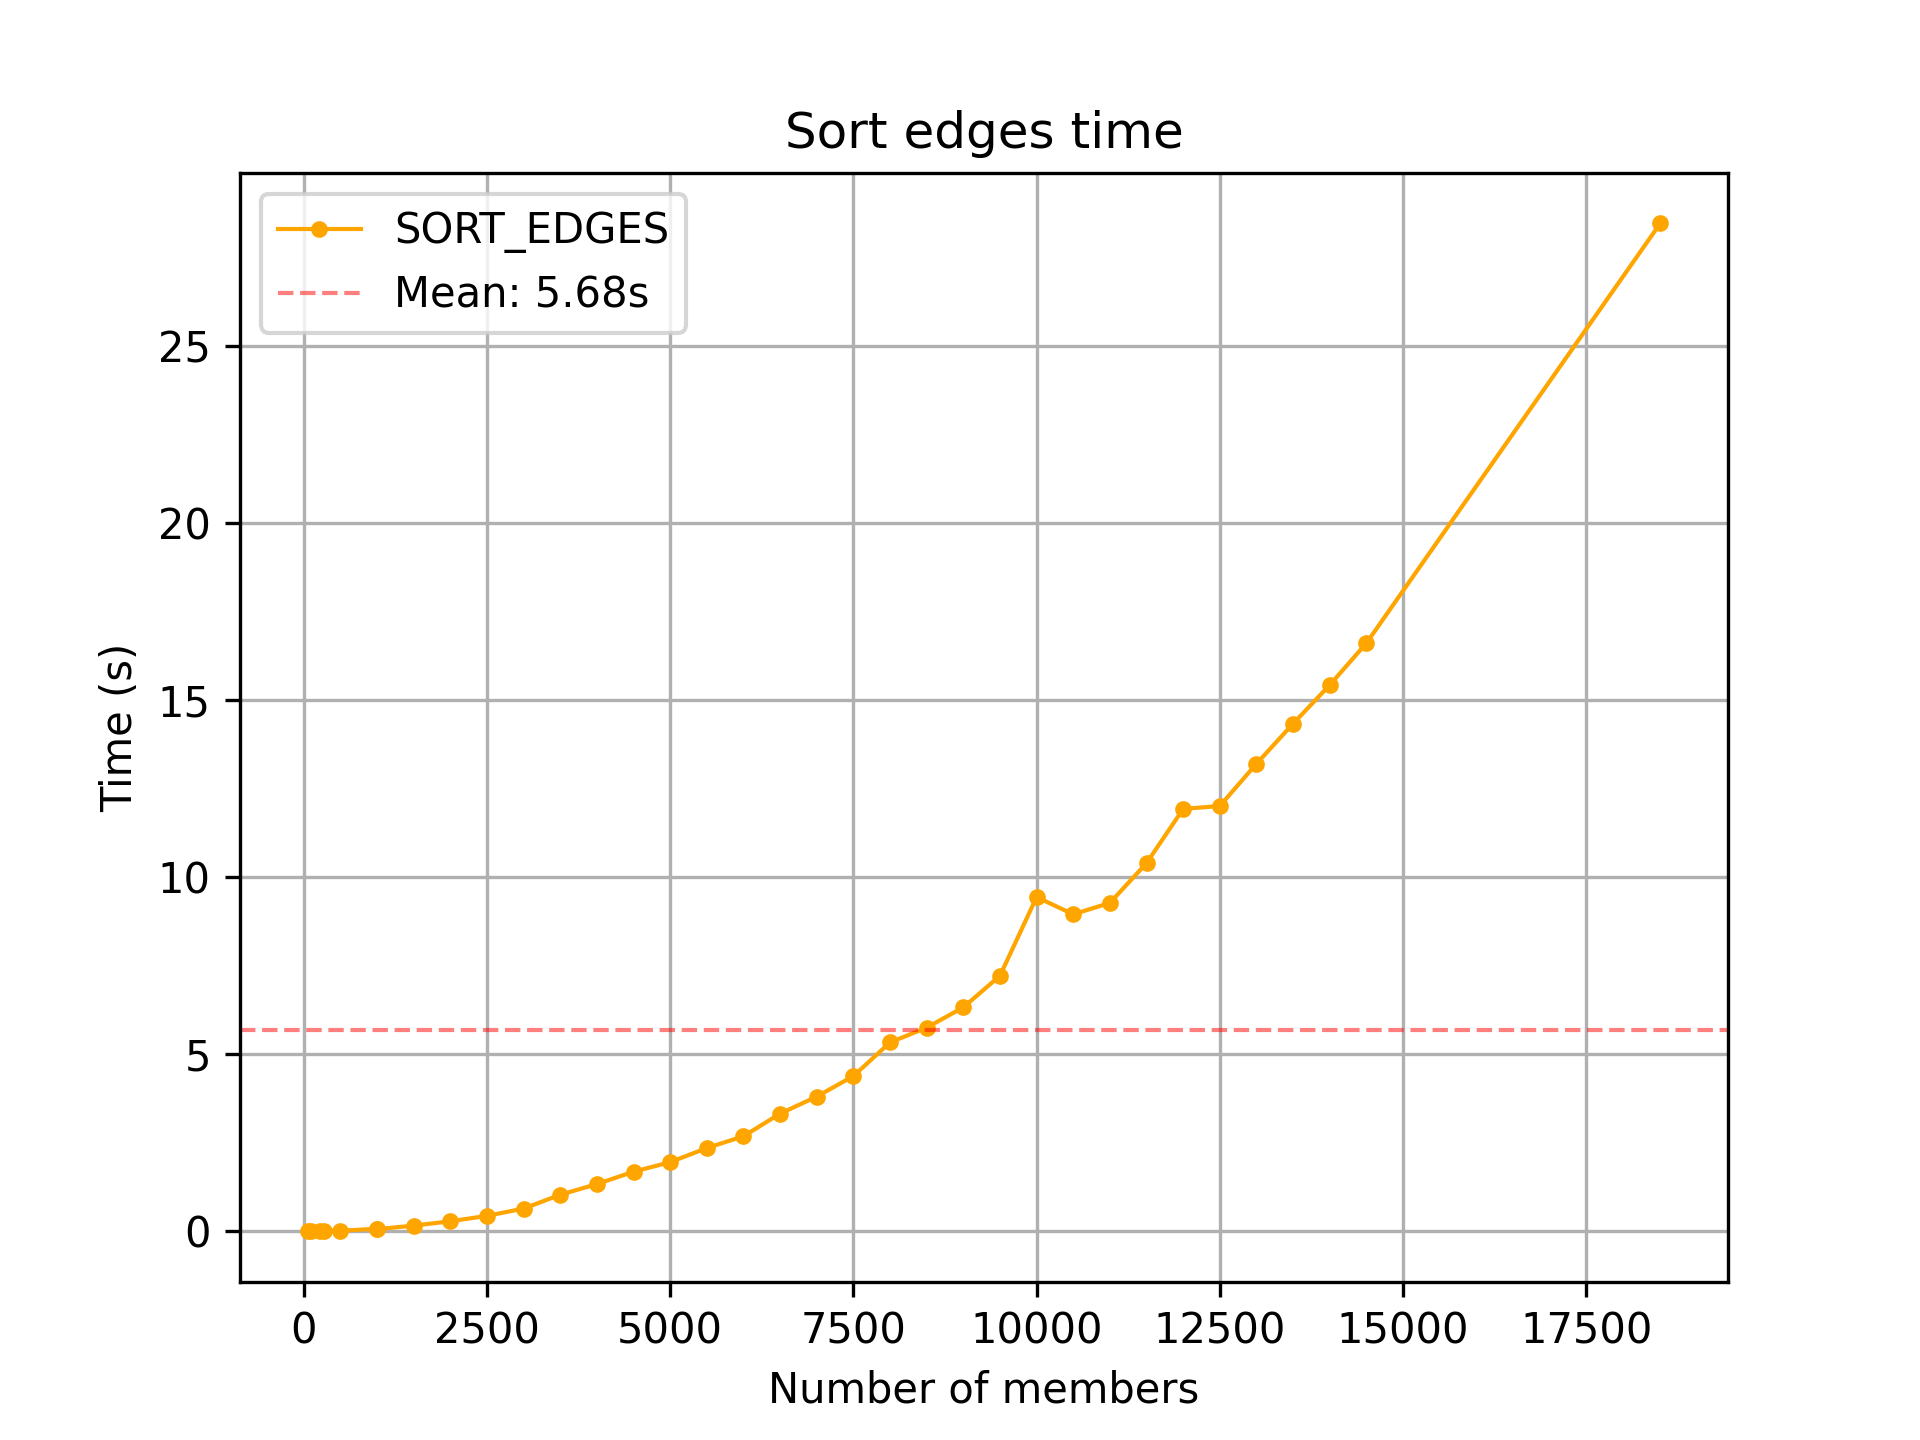 Sort edges time
SORT_EDGES
Mean: 5.68s
25
20
15
10
5
0
Time (s)
0 2500 5000 7500 10000 12500 15000 17500
Number of members